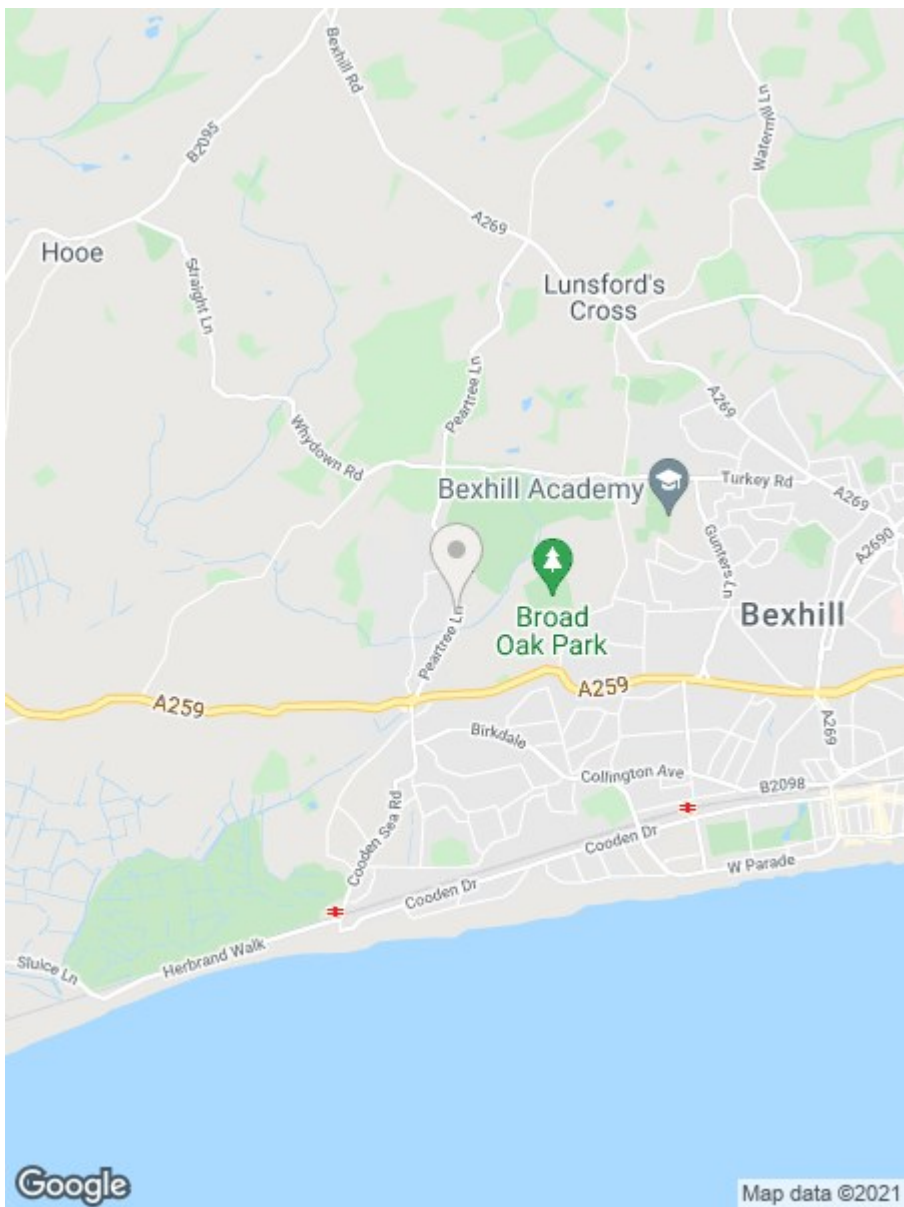 Bexhill Rd
B2095
Watermill Ln
A269
Hooe
Straight Ln
Lunsford's
Cross
Peartree Ln
A269
Whydown Rd
Turkey Rd
Bexhill Academy
A269
A2690
Gunters Ln
Broad
Oak Park
Bexhill
Peartree Ln
A259
A259
A269
Birkdale
Collington Ave
B2098
Cooden Sea Rd
Cooden Dr
W Parade
Cooden Dr
Herbrand Walk
Sluice Ln
Google
Map data ©2021